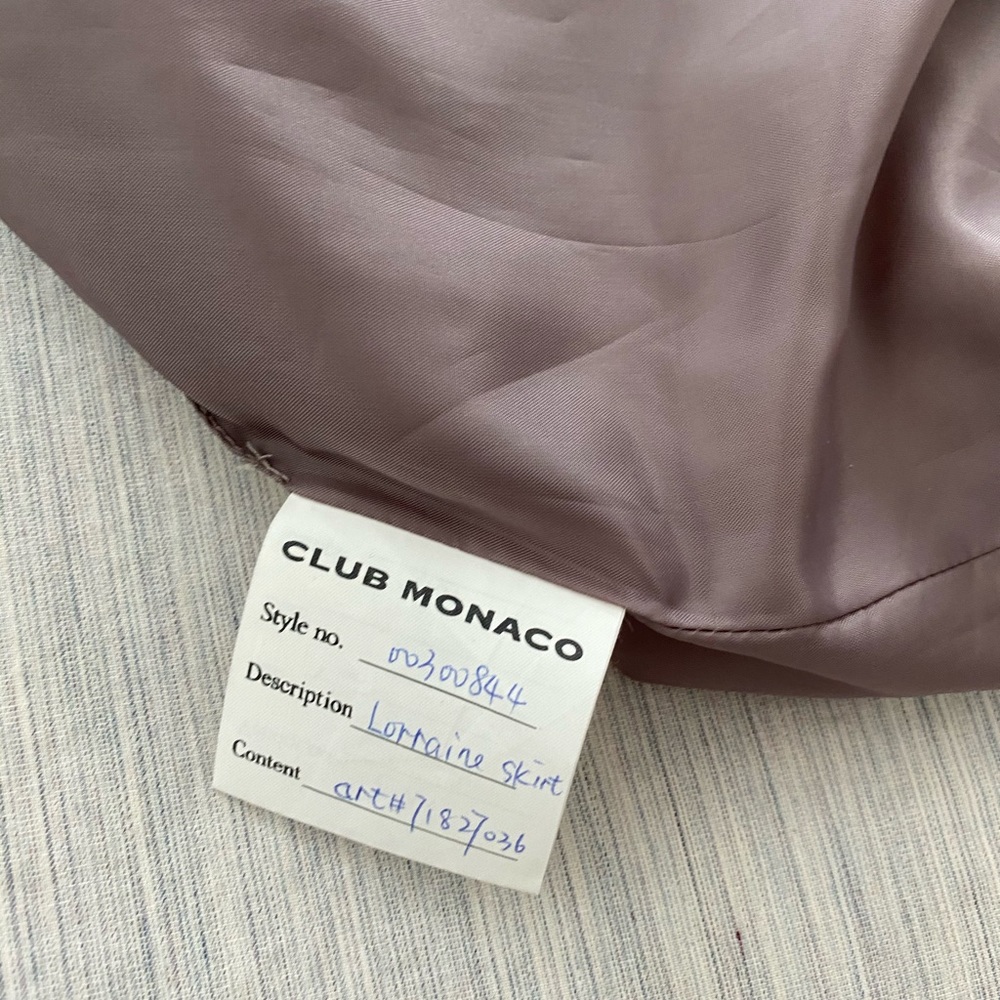 CLUB MONACO
Style no. 00300844
Description Lorraine skirt
Content art#71827036